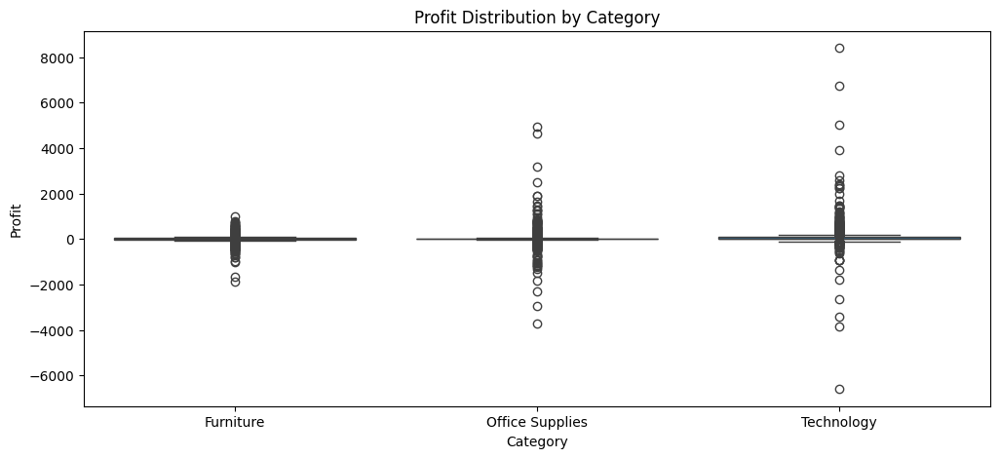 Profit Distribution by Category
8000
6000
4000
2000
0
−2000
−4000
−6000
Profit
Furniture
Office Supplies
Technology
Category